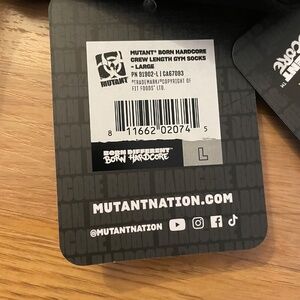 MUTANT® BORN HARDCORE
CREW LENGTH GYM SOCKS
- LARGE
PN 91902-L | CA67093
®TRADEMARK/®COPYRIGHT OF
FIT FOODS® LTD.
MUTANT
8 11662 02074 5
BORN DIFFERENT
BORN HARDCORE
L
MUTANTNATION.COM
@MUTANTNATION